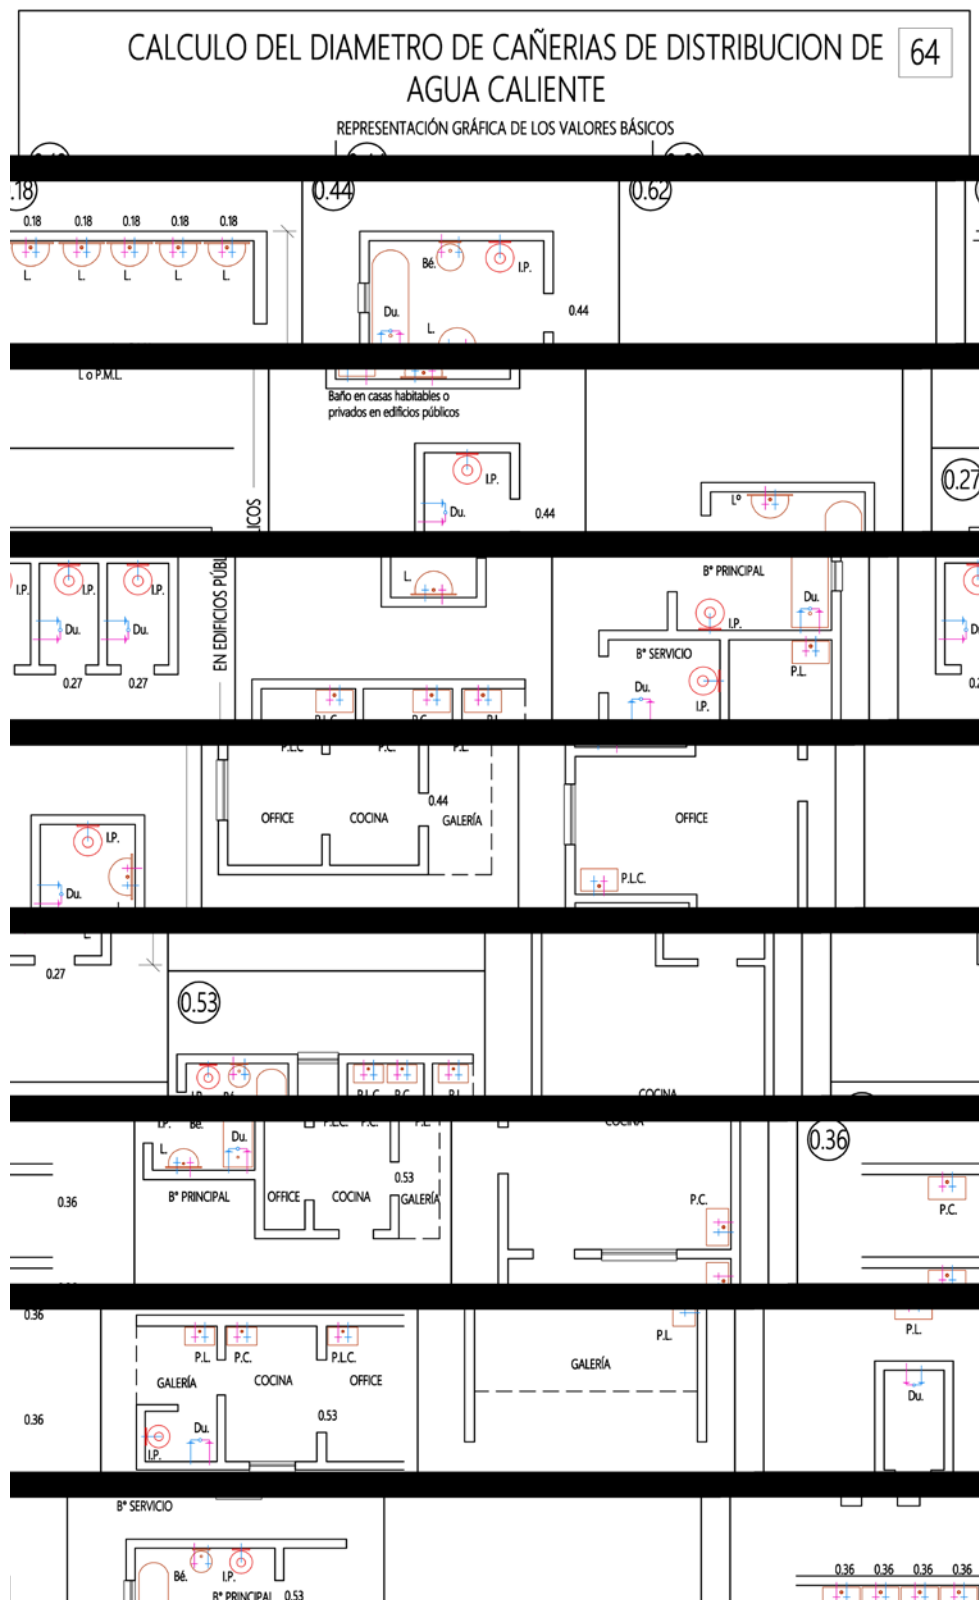 CALCULO DEL DIAMETRO DE CAÑERIAS DE DISTRIBUCION DE
AGUA CALIENTE
64
REPRESENTACIÓN GRÁFICA DE LOS VALORES BÁSICOS
0.44
0.62
0.18 0.18 0.18 0.18 0.18
L. L. L. L. L.
Bé.
I.P.
Du.
L.
0.44
L o P.M.L.
Baño en casas habitables o
privados en edificios públicos
I.P.
Du.
0.44
Lº
0.27
I.P. I.P. I.P.
Du. Du.
0.27 0.27
EN EDIFICIOS PÚBL
ICOS
L.
B° PRINCIPAL
Du.
I.P.
B° SERVICIO
P.L.
Du.
I.P.
P.L.C. P.C. P.L.
0.44
OFFICE COCINA GALERÍA
OFFICE
I.P.
Du.
P.L.C.
0.27
0.53
COCINA
I.P. Bé.
Du.
L.
P.L.C. P.C. P.L.
0.53
B° PRINCIPAL OFFICE COCINA GALERÍA
0.36
0.36
P.C.
P.C.
0.36
P.L. P.C. P.L.C.
GALERÍA COCINA OFFICE
0.53
Du.
I.P.
P.L.
GALERÍA
P.L.
Du.
0.36
B° SERVICIO
Bé. I.P.
B° PRINCIPAL 0.53
0.36 0.36 0.36 0.36